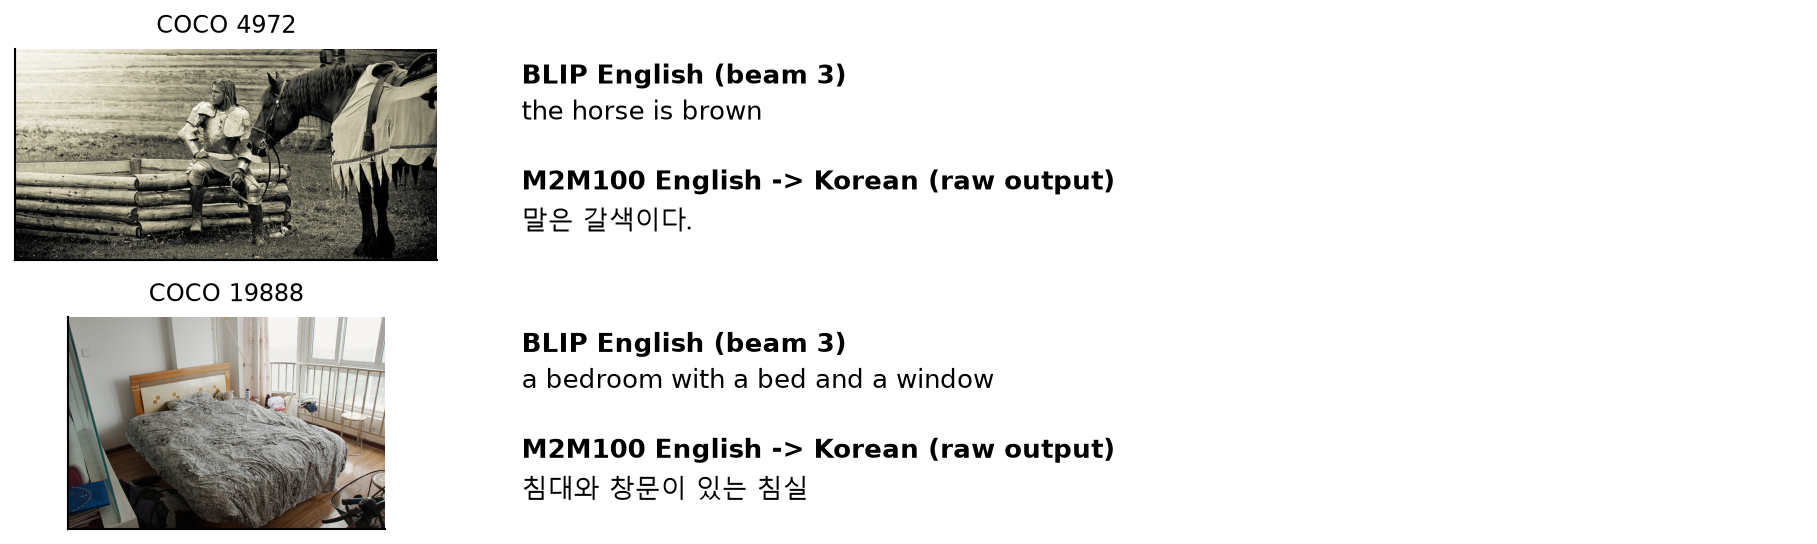 COCO 4972
BLIP English (beam 3)
the horse is brown
M2M100 English -> Korean (raw output)
말은 갈색이다.
COCO 19888
BLIP English (beam 3)
a bedroom with a bed and a window
M2M100 English -> Korean (raw output)
침대와 창문이 있는 침실